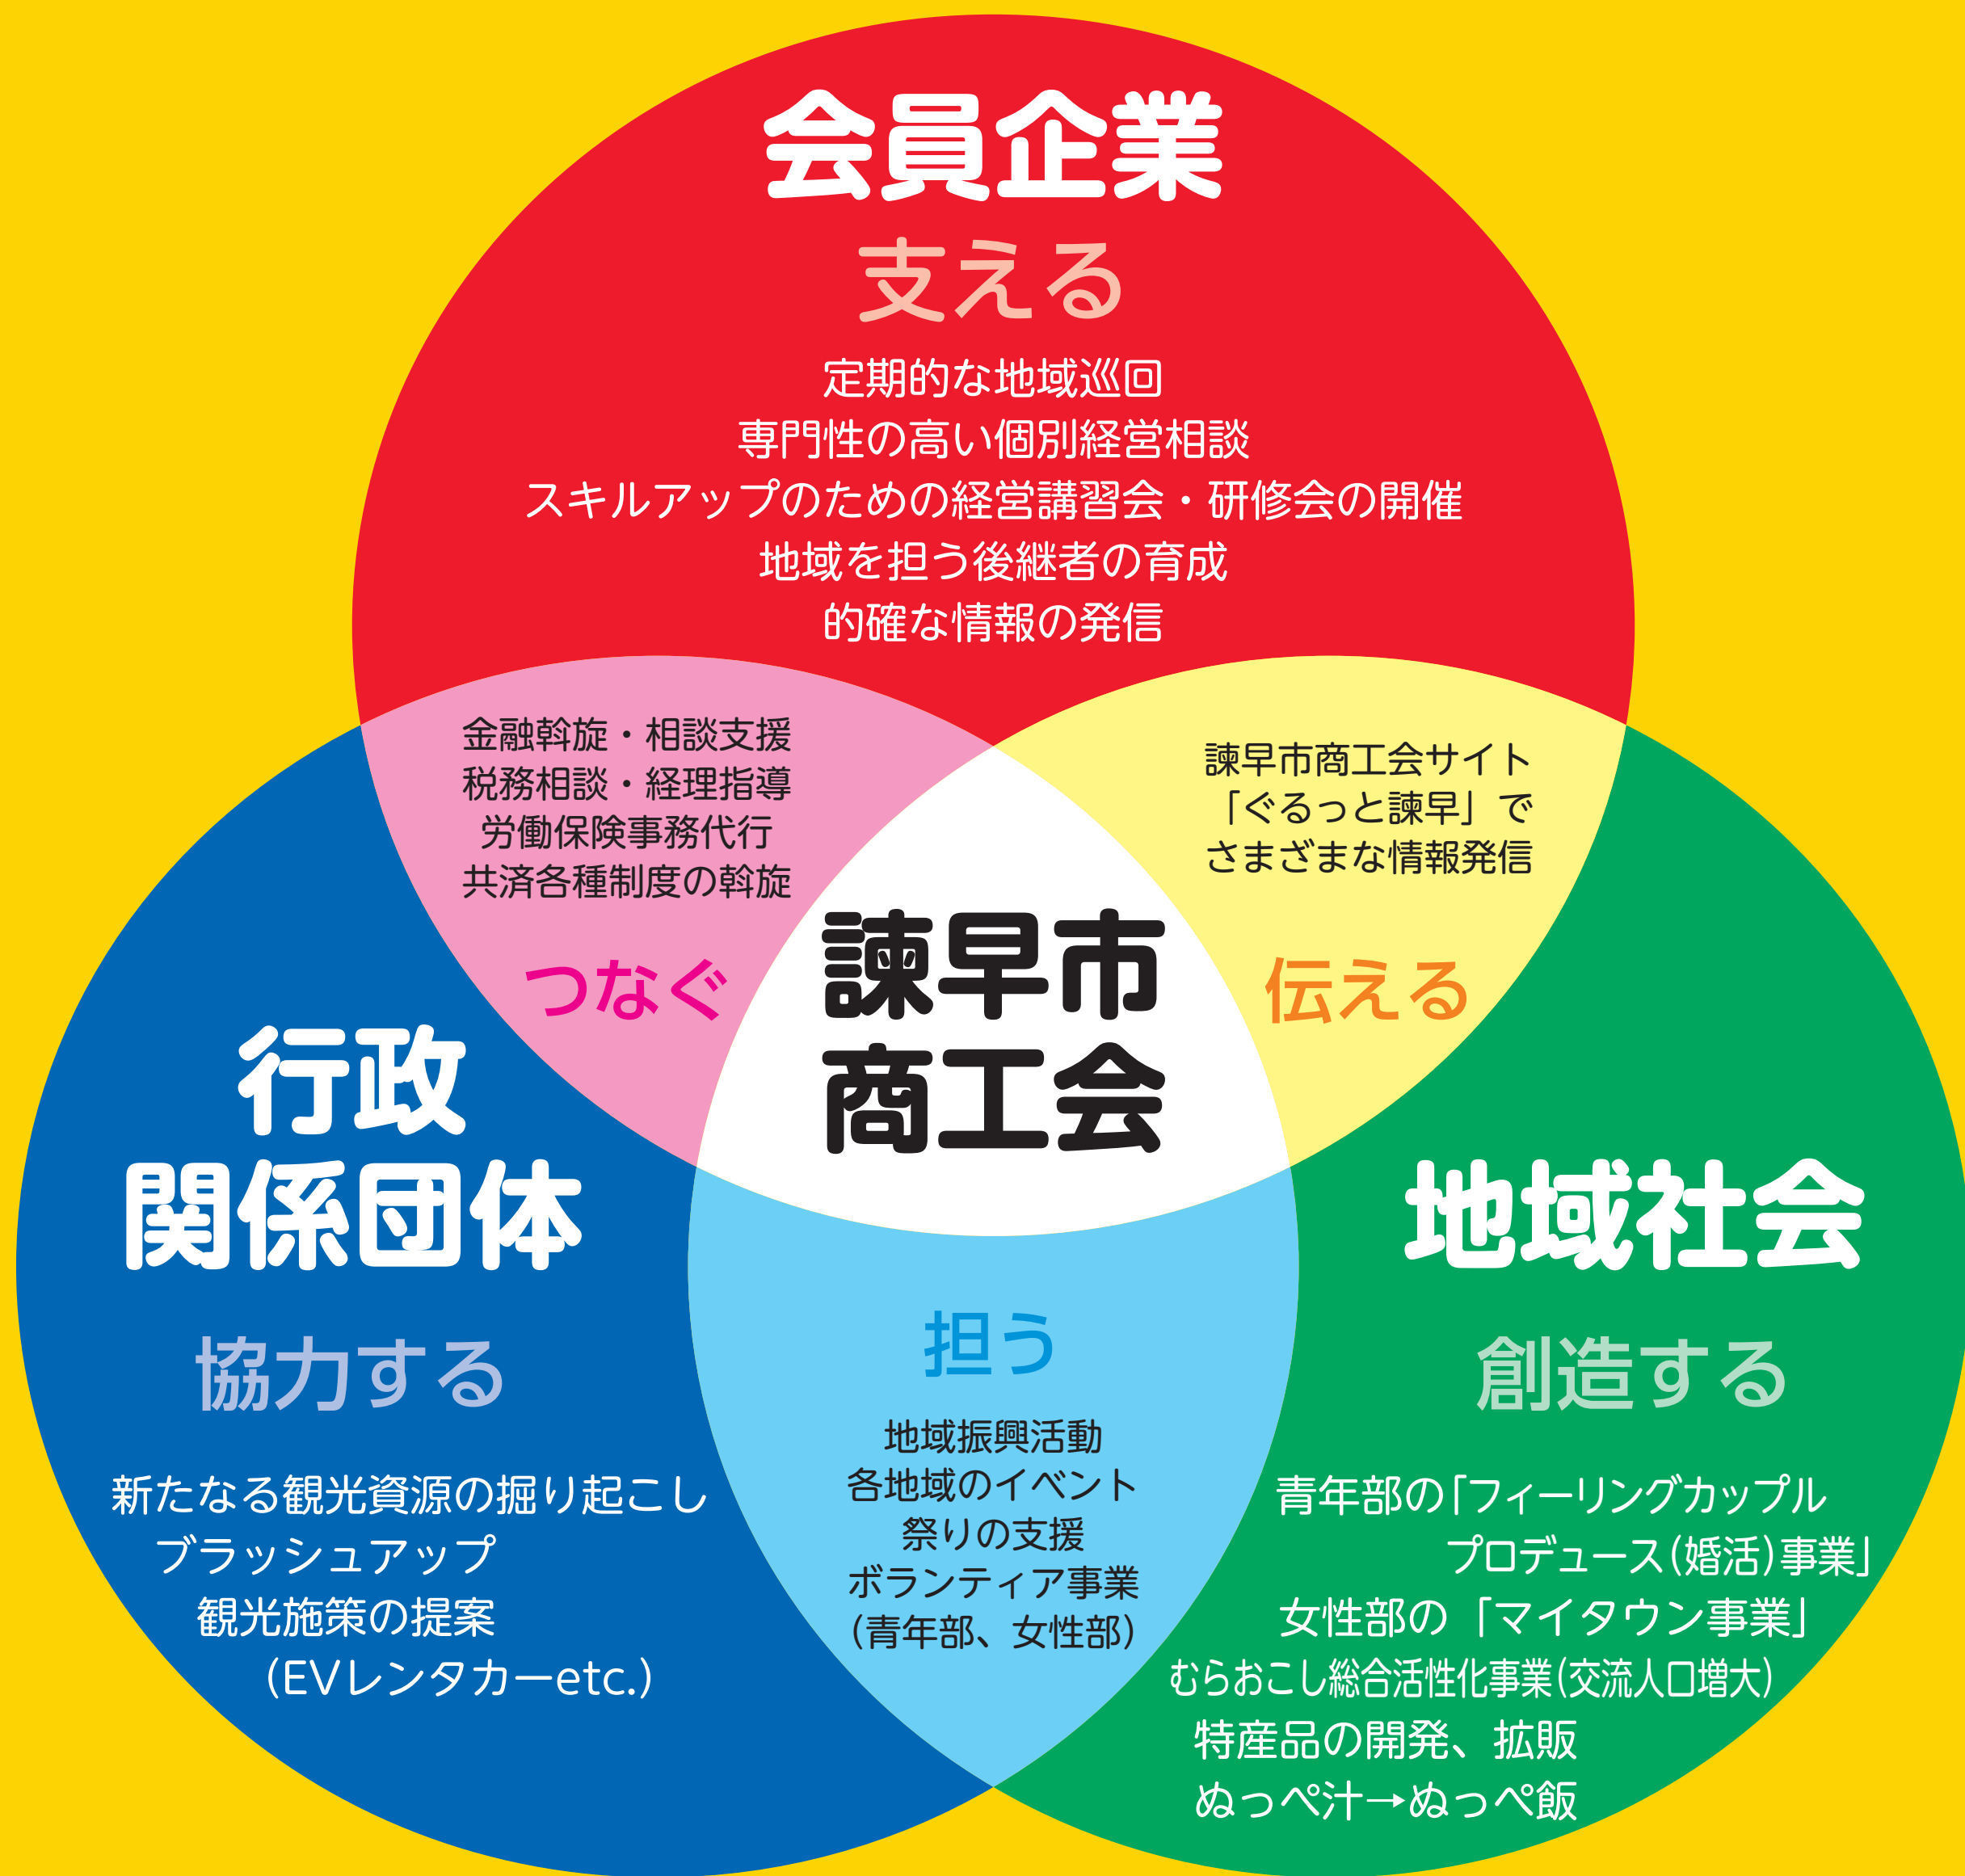 会員企業
支える
定期的な地域巡回
専門性の高い個別経営相談
スキルアップのための経営講習会・研修会の開催
地域を担う後継者の育成
的確な情報の発信
金融斡旋・相談支援
税務相談・経理指導
労働保険事務代行
共済各種制度の斡旋
つなぐ
諫早市商工会サイト
「ぐるっと諫早」で
さまざまな情報発信
伝える
諫早市
商工会
行政
関係団体
協力する
新たなる観光資源の掘り起こし
ブラッシュアップ
観光施策の提案
(EVレンタカーetc.)
担う
地域振興活動
各地域のイベント
祭りの支援
ボランティア事業
(青年部、女性部)
地域社会
創造する
青年部の「フィーリングカップル
プロデュース(婚活)事業」
女性部の「マイタウン事業」
むらおこし総合活性化事業(交流人口増大)
特産品の開発、拡販
ぬっぺ汁→ぬっぺ飯